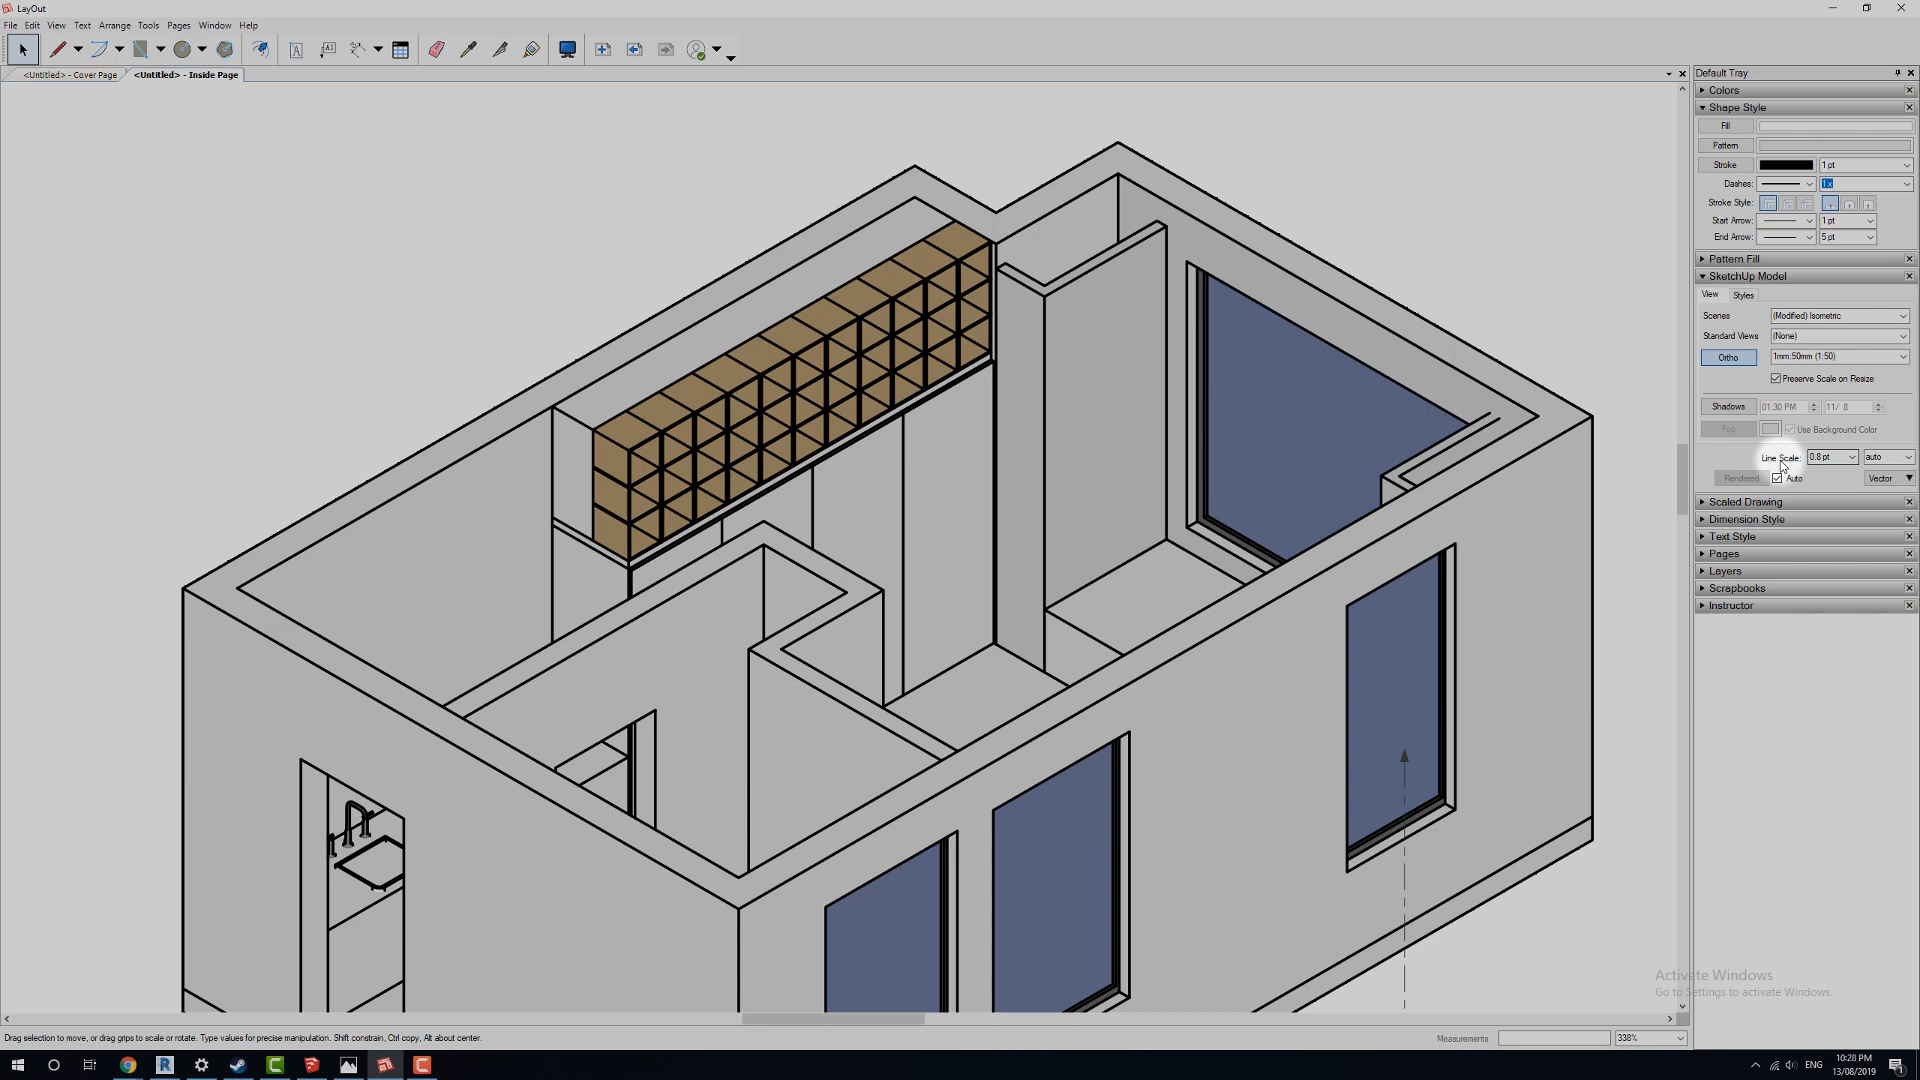 LayOut
File Edit View Text Arrange Tools Pages Window Help
<Untitled> - Cover Page <Untitled> - Inside Page
Default Tray
Colors
Shape Style
Fill
Pattern
Stroke 1 pt
Dashes: 1 x
Stroke Style:
Start Arrow: 1 pt
End Arrow: 5 pt
Pattern Fill
SketchUp Model
View Styles
Scenes (Modified) Isometric
Standard Views (None)
Ortho 1mm:50mm (1:50)
Preserve Scale on Resize
Shadows 01:30 PM 11/ 8
Fog Use Background Color
Line Scale: 0.8 pt auto
Rendered Auto Vector
Scaled Drawing
Dimension Style
Text Style
Pages
Layers
Scrapbooks
Instructor
Activate Windows
Go to Settings to activate Windows.
Drag selection to move, or drag grips to scale or rotate. Type values for precise manipulation. Shift constrain, Ctrl copy, Alt about center. Measurements 338%
ENG 10:28 PM
13/08/2019